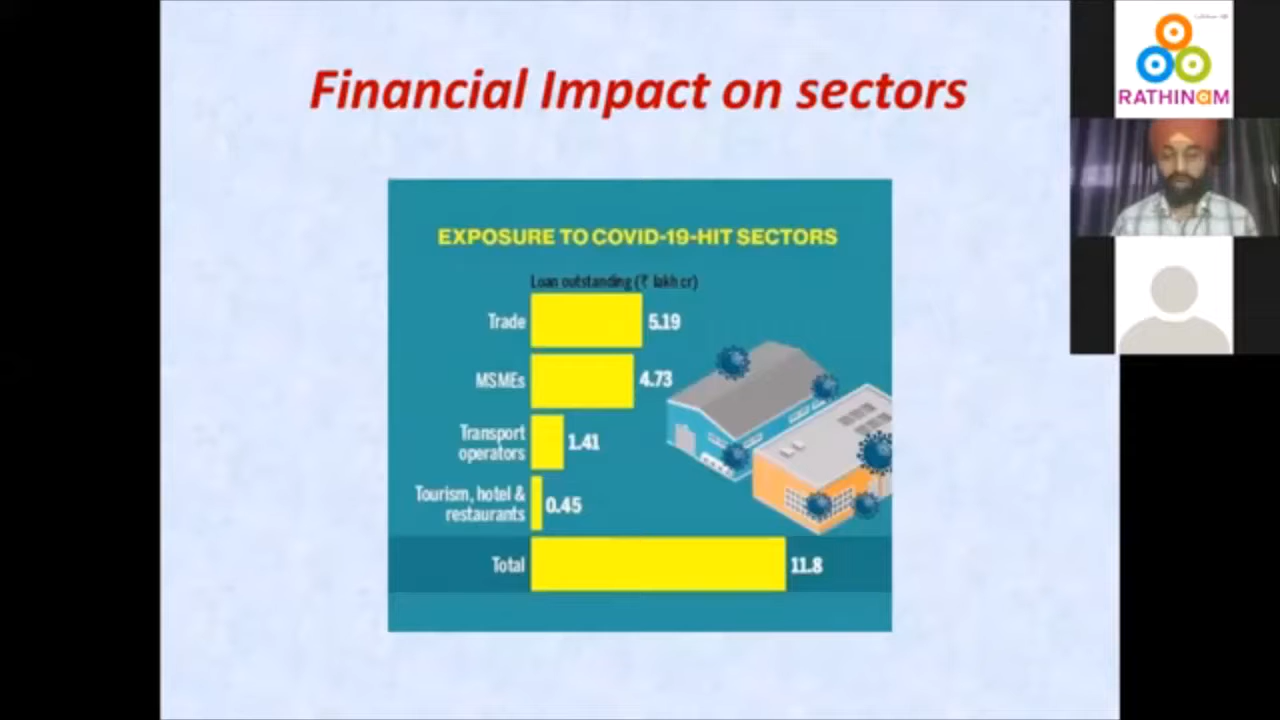 Financial Impact on sectors
EXPOSURE TO COVID-19-HIT SECTORS
Loan outstanding (₹ lakh cr)
Trade 5.19
MSMEs 4.73
Transport
operators 1.41
Tourism, hotel &
restaurants 0.45
Total 11.8
RATHINAM